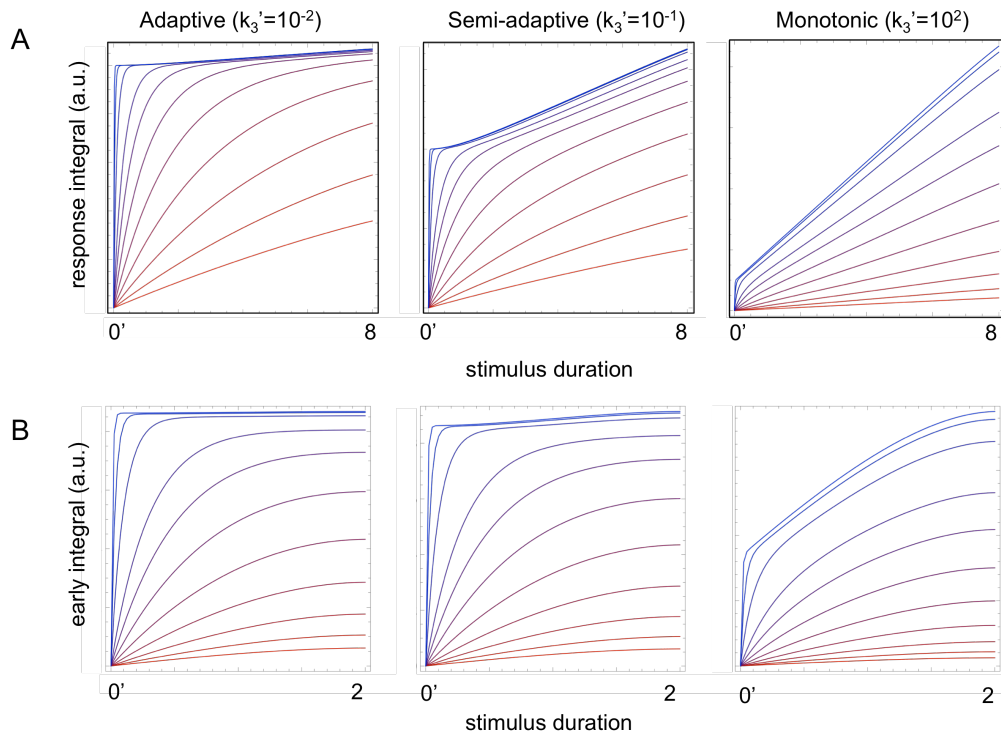 Adaptive (k₃’=10⁻²) Semi-adaptive (k₃’=10⁻¹) Monotonic (k₃’=10²)
A
response integral (a.u.)
0’ 8 0’ 8 0’ 8
stimulus duration
B
early integral (a.u.)
0’ 2 0’ 2 0’ 2
stimulus duration